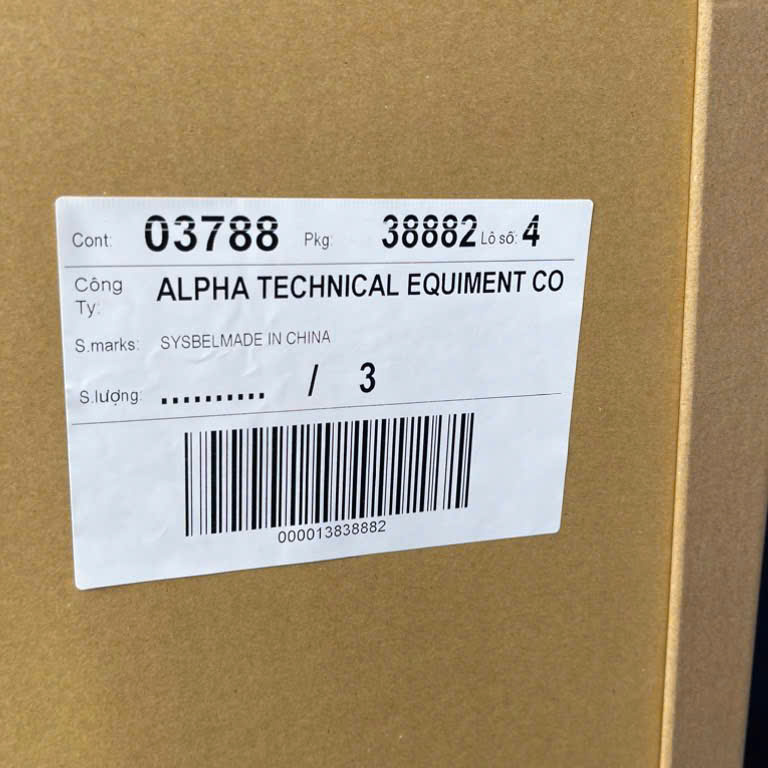 Cont: 03788 Pkg: 38882 Lô số: 4
Công Ty: ALPHA TECHNICAL EQUIMENT CO
S.marks: SYSBELMADE IN CHINA
S.lượng: .......... / 3
000013838882